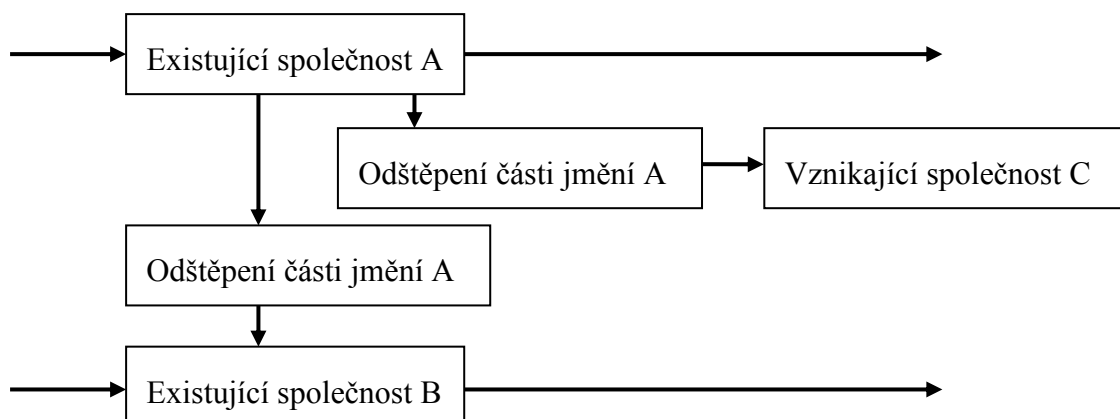 Existující společnost A
Odštěpení části jmění A
Vznikající společnost C
Odštěpení části jmění A
Existující společnost B